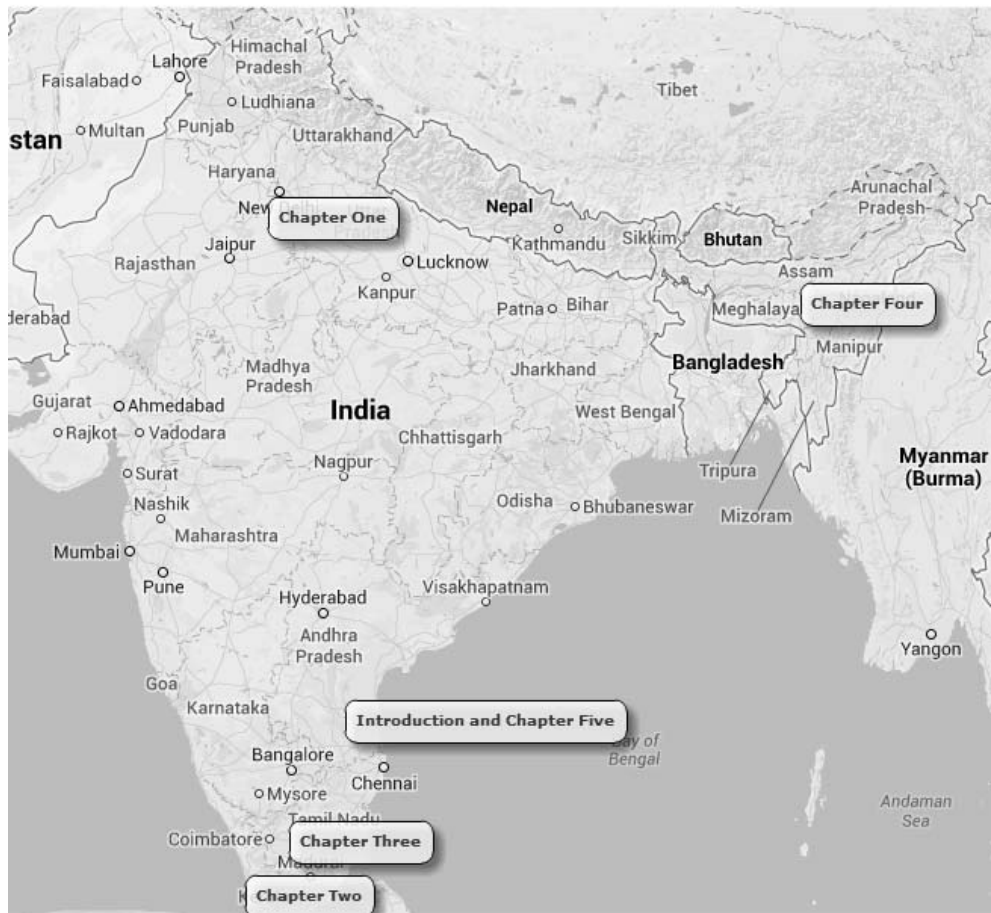 Himachal
Pradesh
Lahore
Faisalabad
Ludhiana
Tibet
Multan
Punjab
stan
Uttarakhand
Haryana
Arunachal
Pradesh
New Delhi
Chapter One
Nepal
Kathmandu
Sikkim
Bhutan
Jaipur
Rajasthan
Lucknow
Assam
Kanpur
Patna
Bihar
Meghalaya
Chapter Four
derabad
Manipur
Bangladesh
Madhya
Pradesh
Jharkhand
Gujarat
Ahmedabad
India
West Bengal
Rajkot
Vadodara
Chhattisgarh
Myanmar
(Burma)
Nagpur
Surat
Tripura
Nashik
Odisha
Bhubaneswar
Mizoram
Maharashtra
Mumbai
Pune
Visakhapatnam
Hyderabad
Andhra
Pradesh
Yangon
Goa
Karnataka
Introduction and Chapter Five
Bay of
Bengal
Bangalore
Chennai
Mysore
Andaman
Sea
Tamil Nadu
Coimbatore
Chapter Three
Madurai
Chapter Two